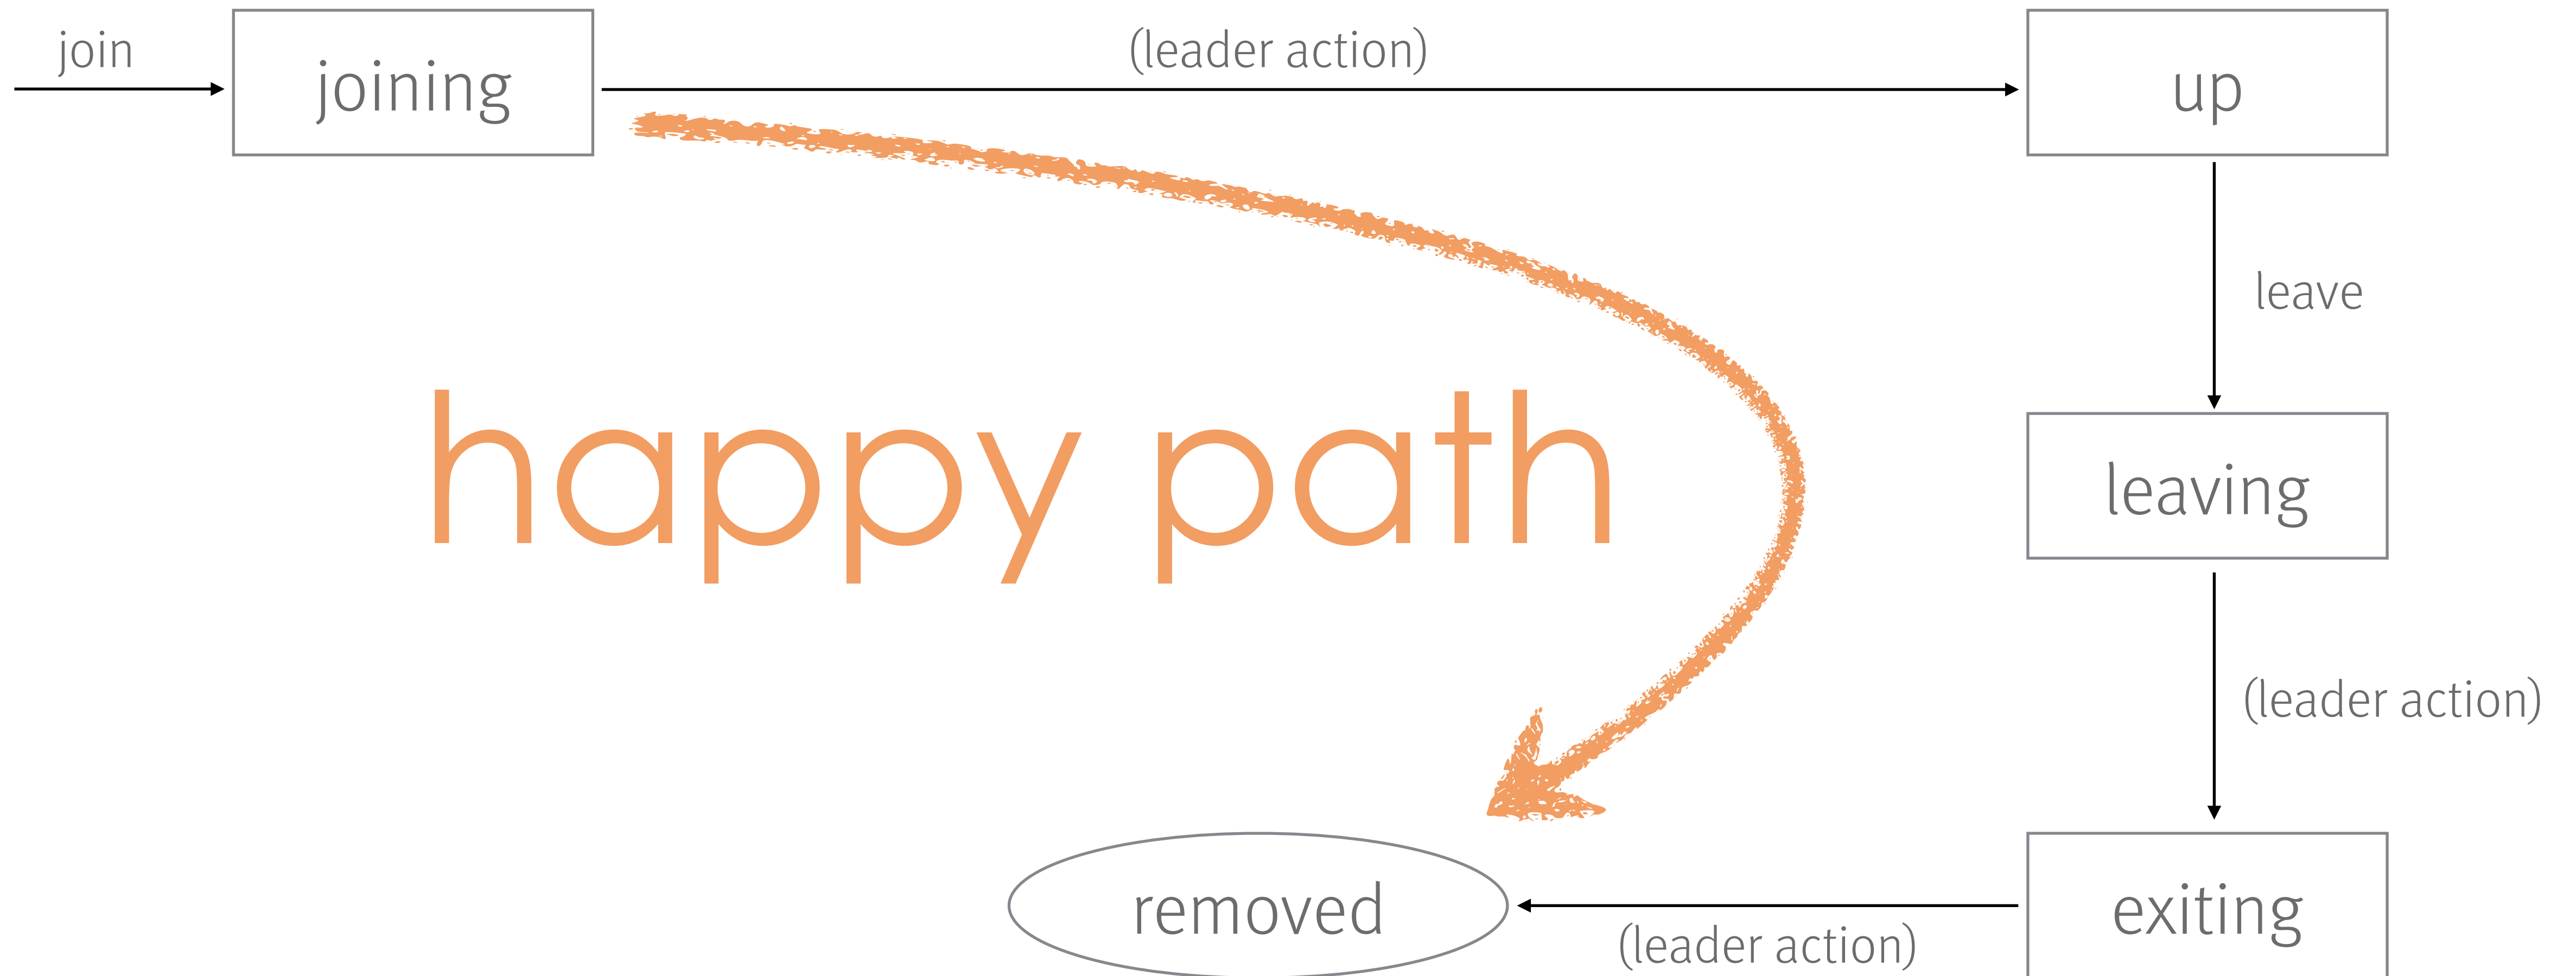 join
joining
(leader action)
up
leave
happy path
leaving
(leader action)
removed
(leader action)
exiting